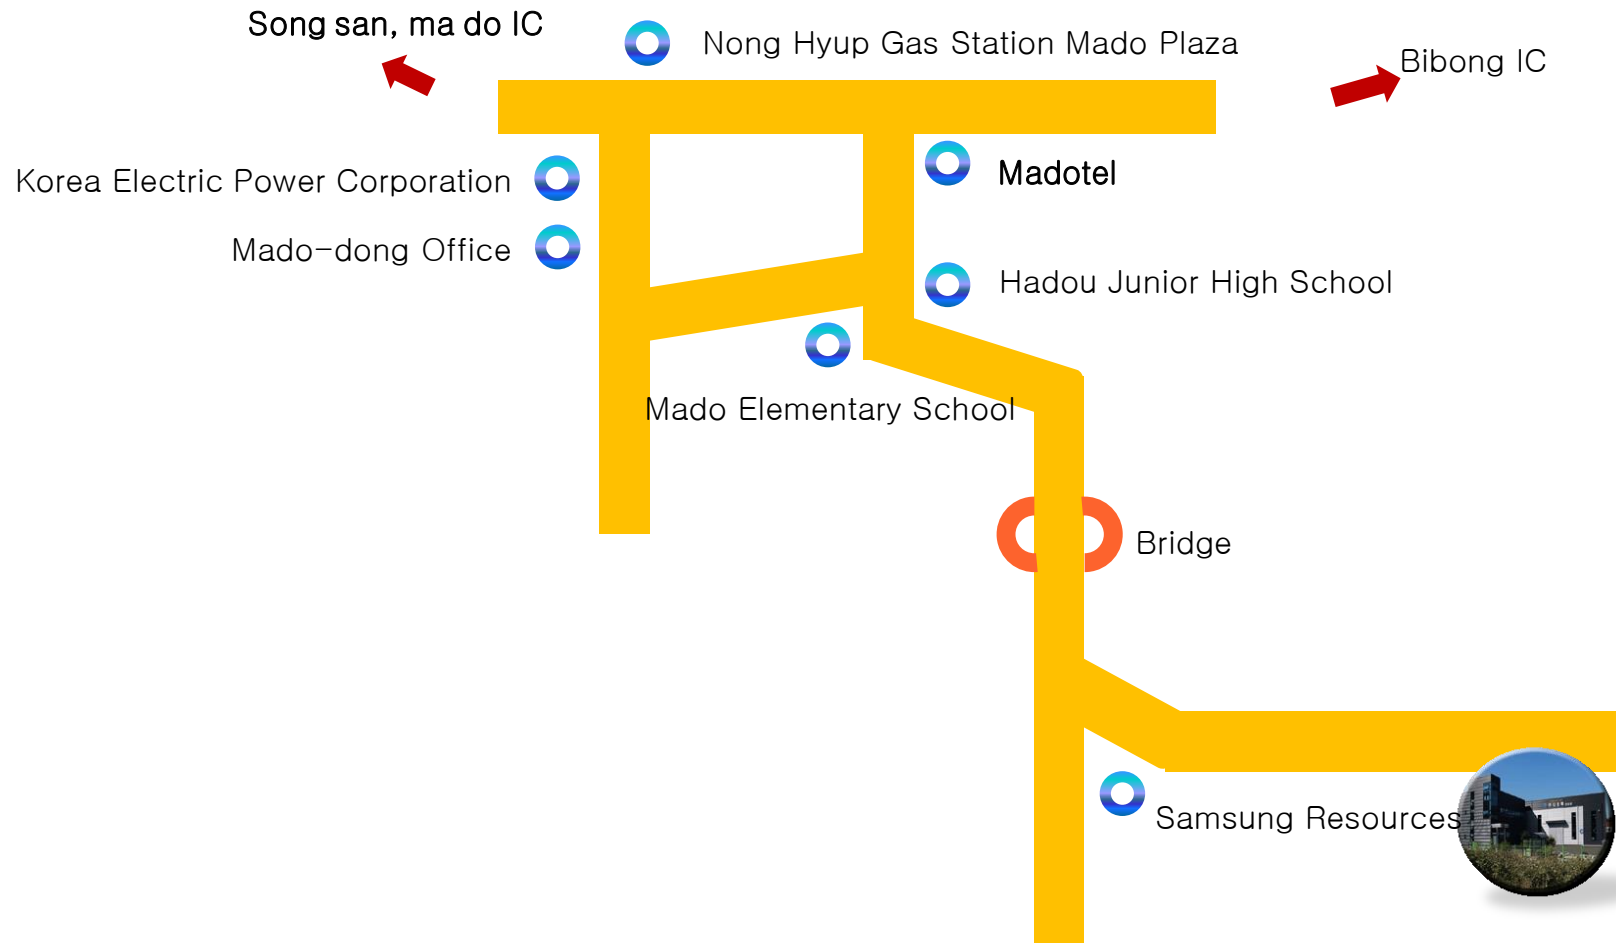 Song san, ma do IC
Nong Hyup Gas Station Mado Plaza
Bibong IC
Korea Electric Power Corporation
Madotel
Mado-dong Office
Hadou Junior High School
Mado Elementary School
Bridge
Samsung Resources